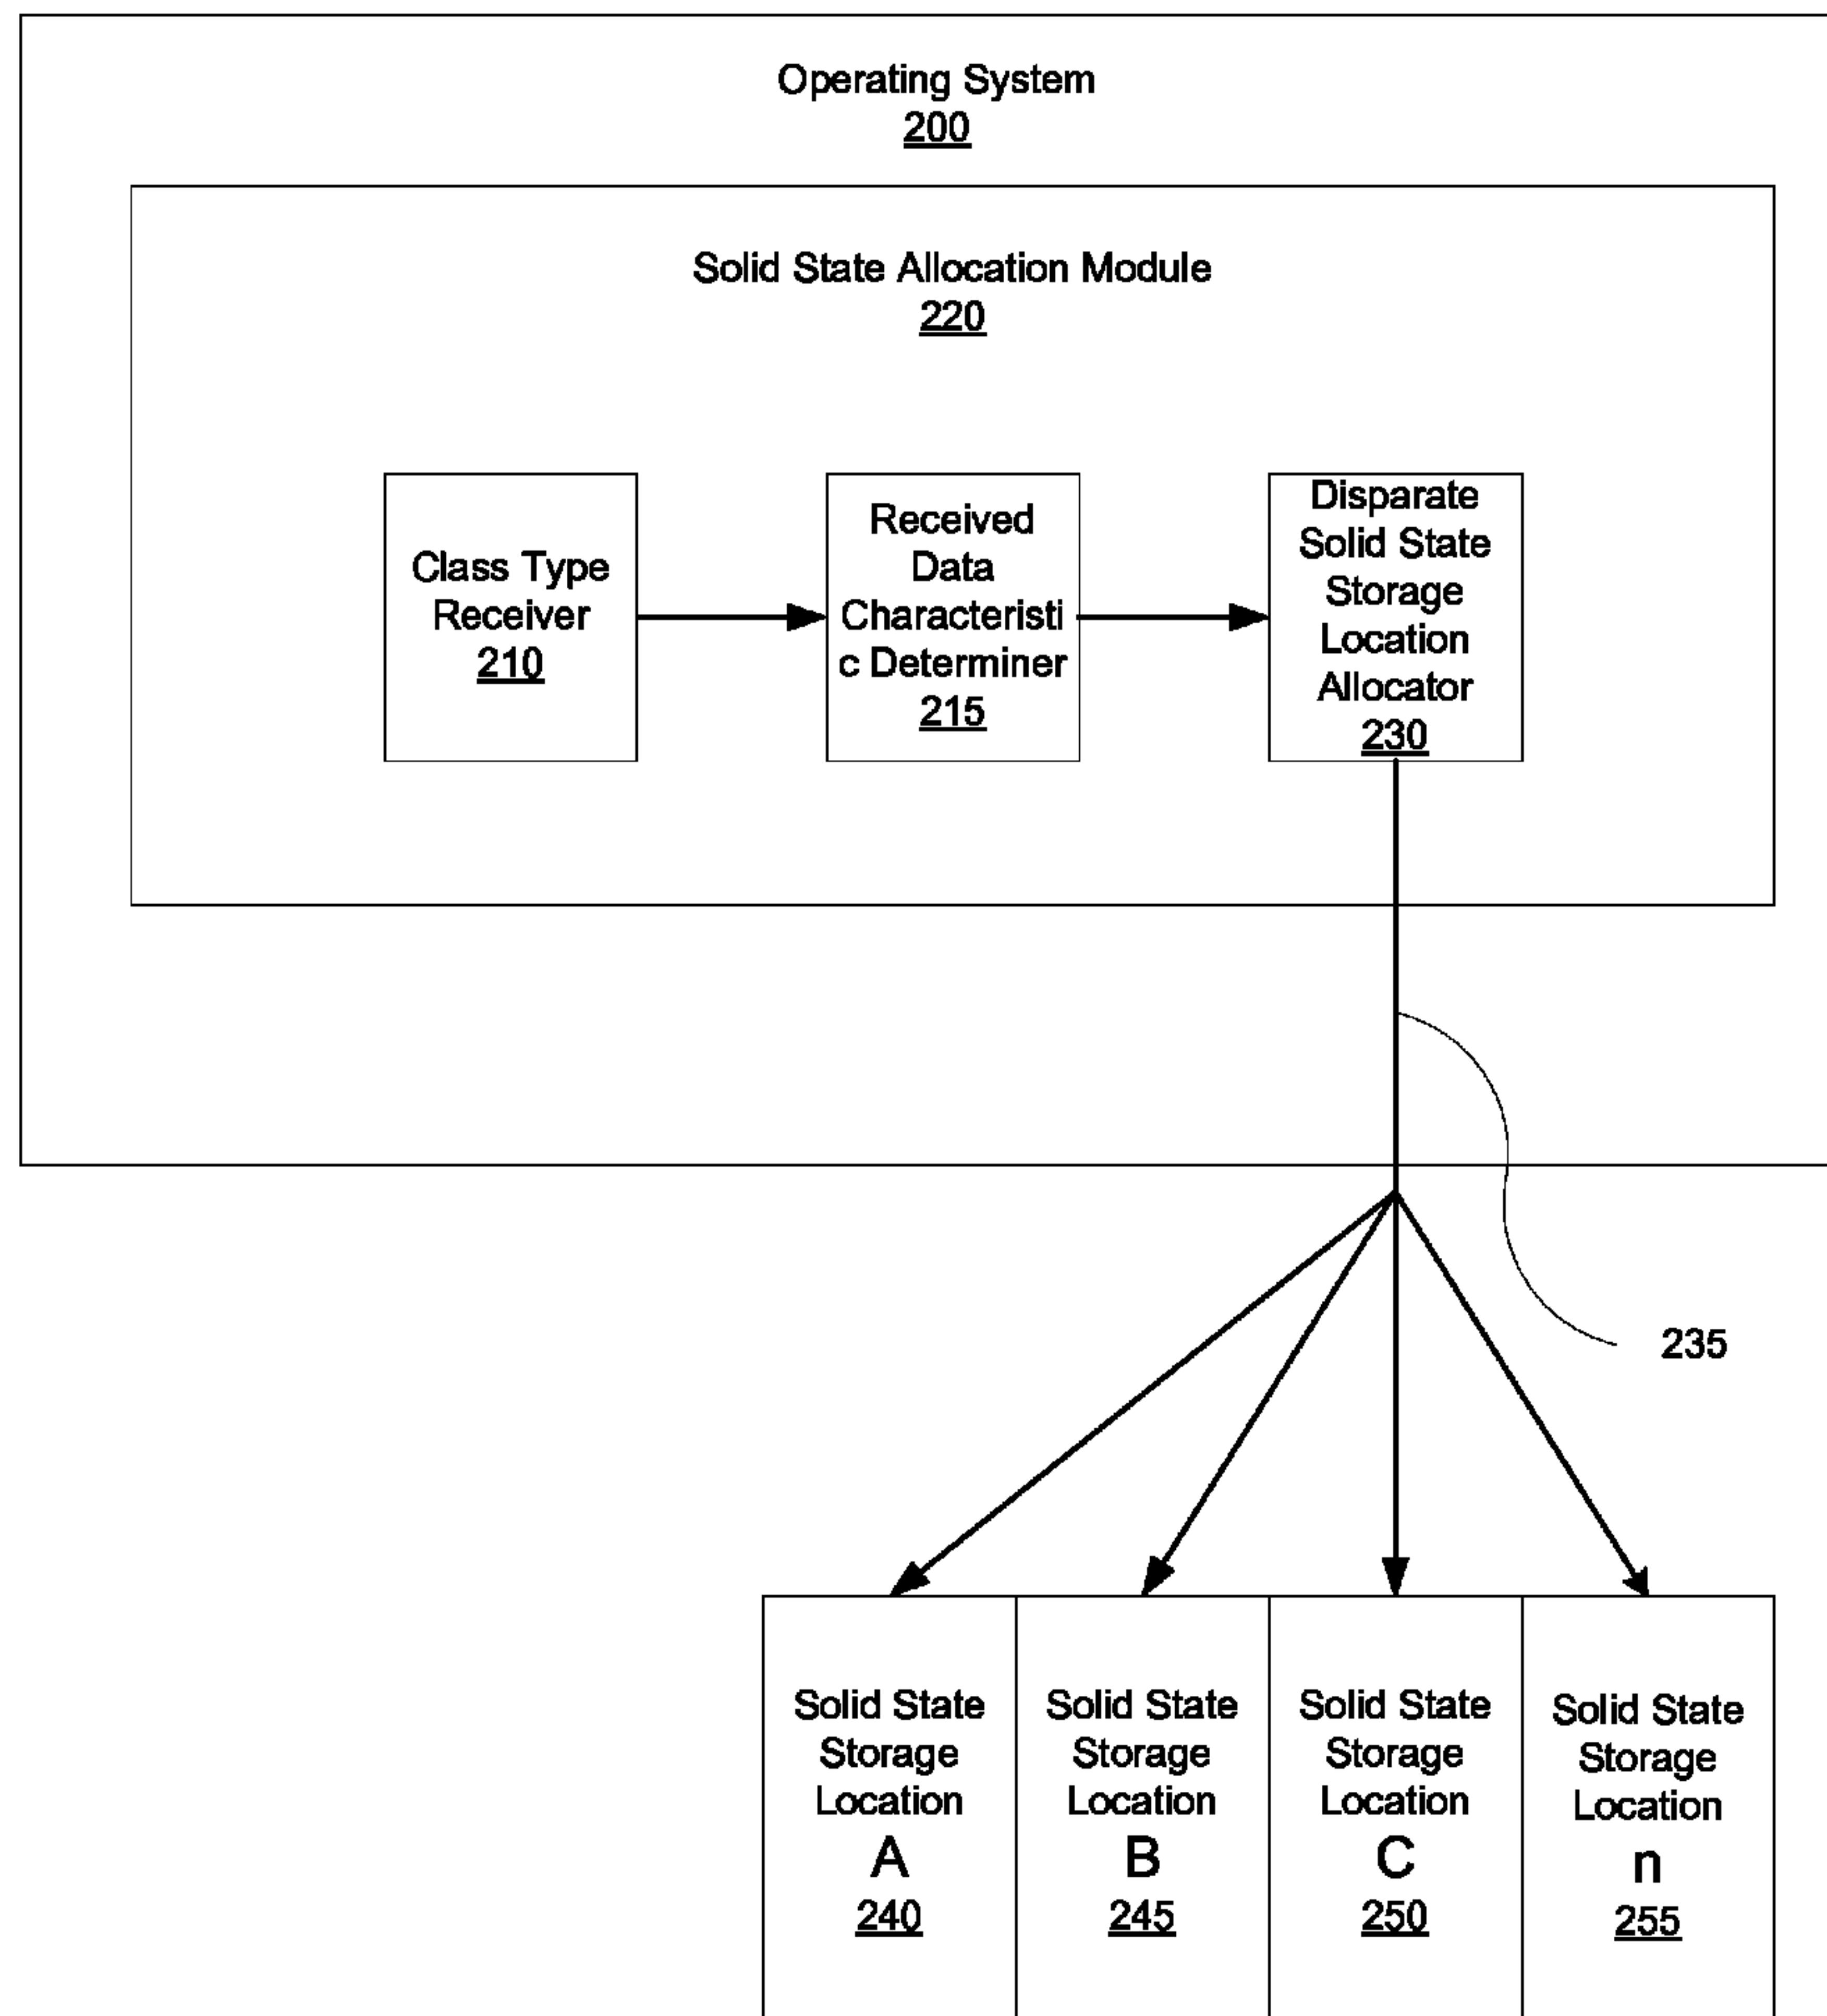 Operating System
200
Solid State Allocation Module
220
Class Type
Receiver
210
Received
Data
Characteristi
c Determiner
215
Disparate
Solid State
Storage
Location
Allocator
230
235
Solid State
Storage
Location
A
240
Solid State
Storage
Location
B
245
Solid State
Storage
Location
C
250
Solid State
Storage
Location
n
255